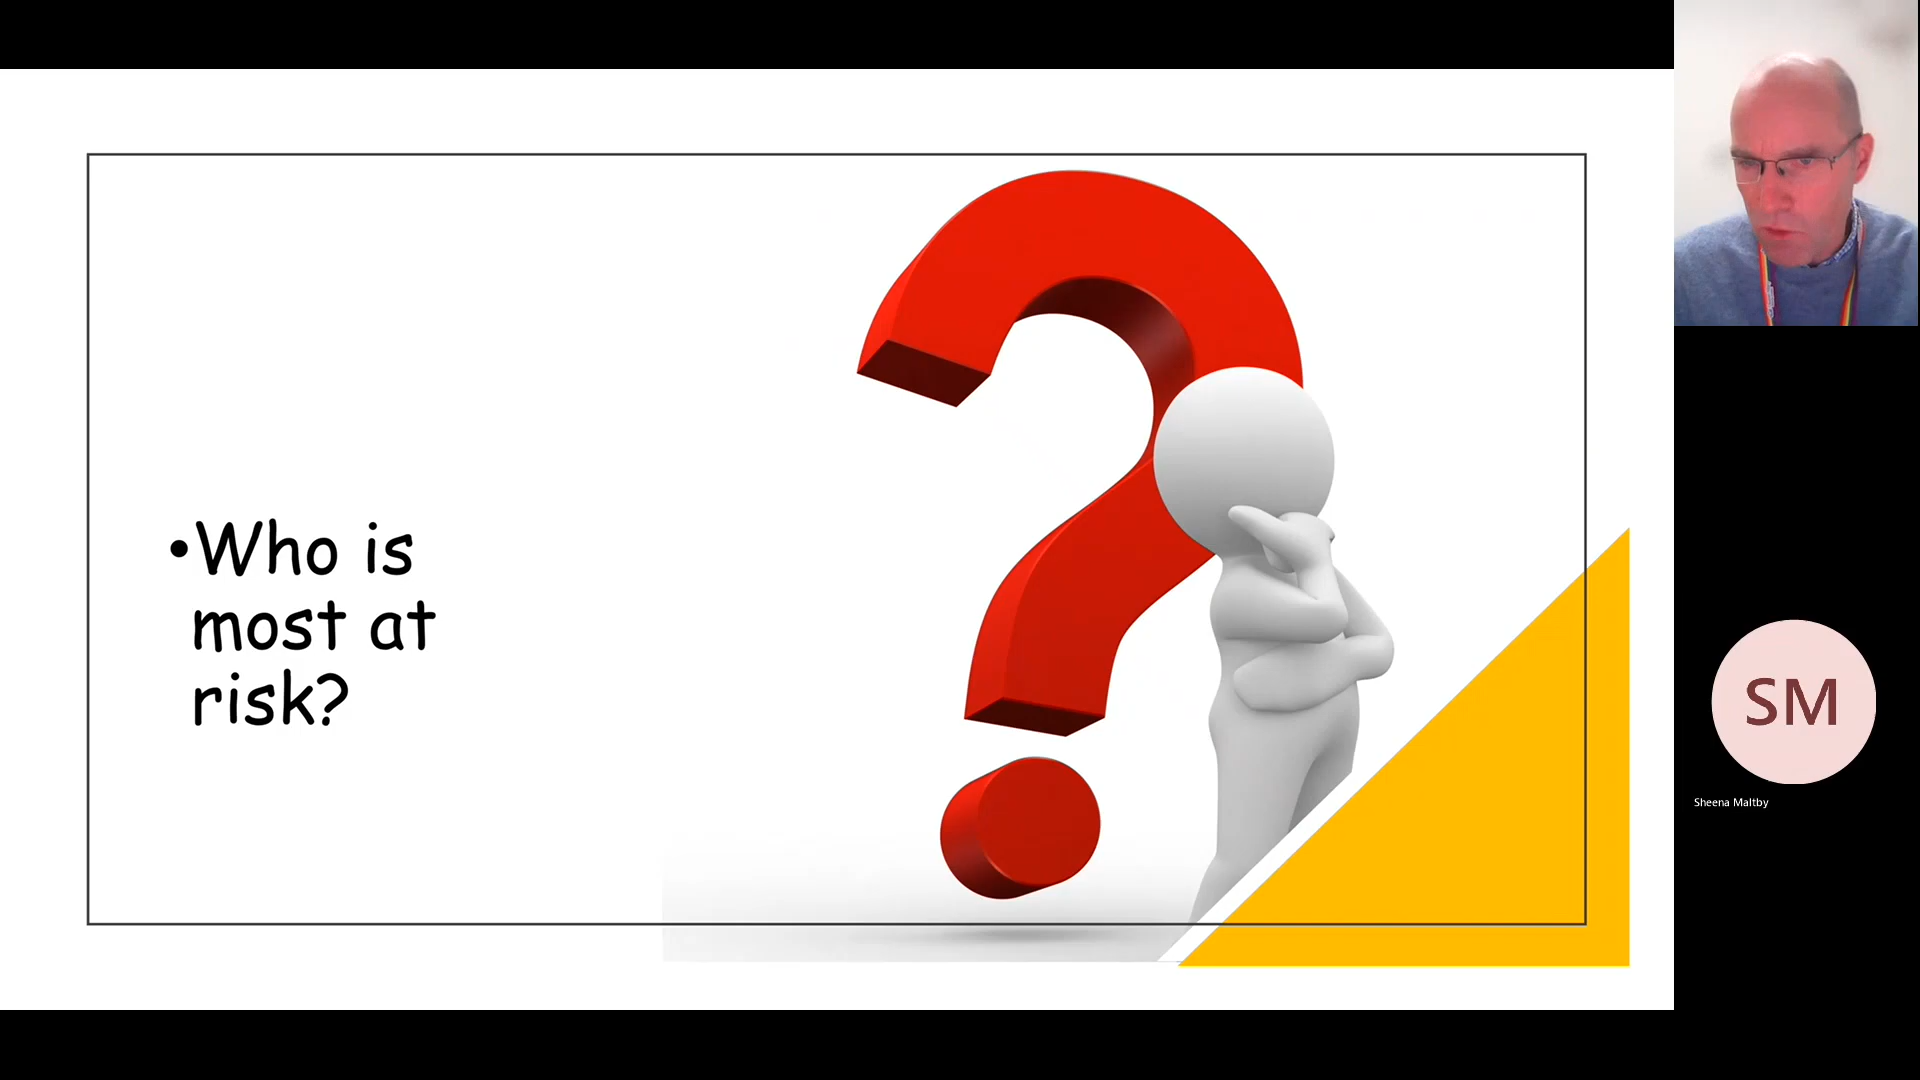 •Who is
most at
risk?
SM
Sheena Maltby